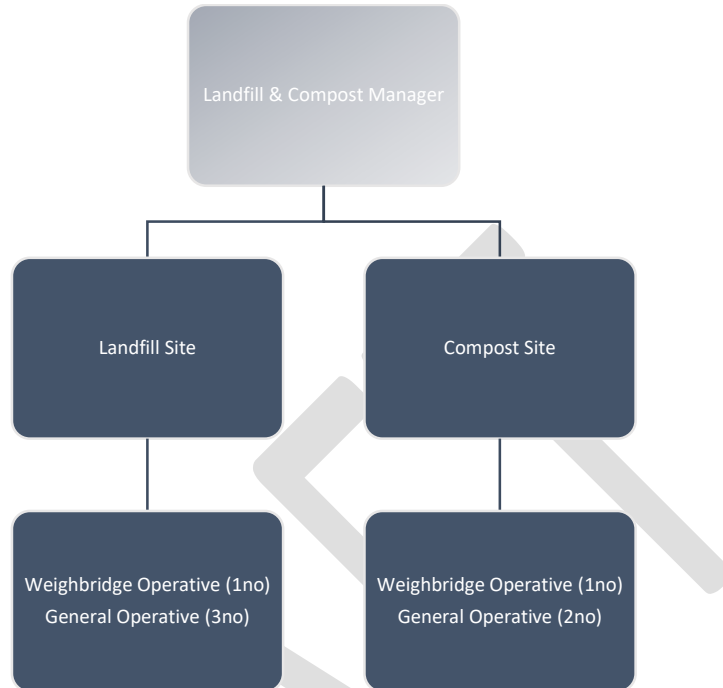 Landfill & Compost Manager
Landfill Site
Compost Site
Weighbridge Operative (1no)
General Operative (3no)
Weighbridge Operative (1no)
General Operative (2no)